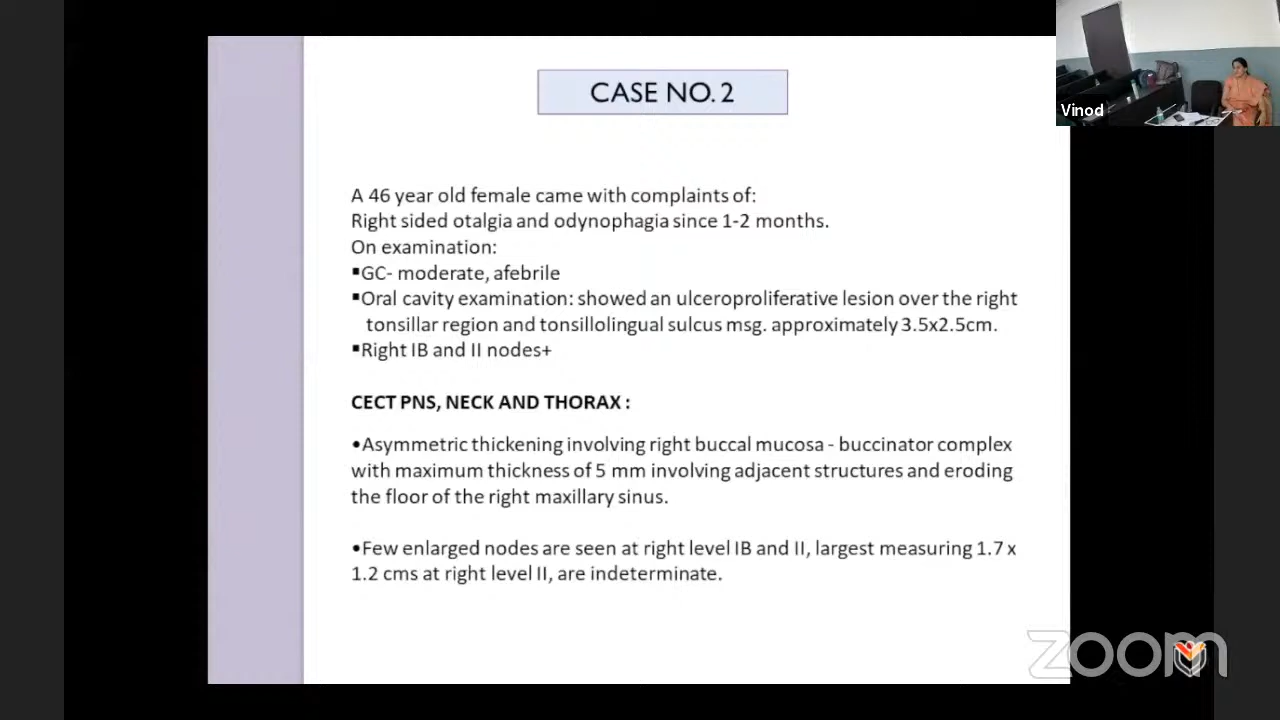 CASE NO. 2
Vinod
A 46 year old female came with complaints of:
Right sided otalgia and odynophagia since 1-2 months.
On examination:
▪GC- moderate, afebrile
▪Oral cavity examination: showed an ulceroproliferative lesion over the right
tonsillar region and tonsillolingual sulcus msg. approximately 3.5x2.5cm.
▪Right IB and II nodes+
CECT PNS, NECK AND THORAX :
•Asymmetric thickening involving right buccal mucosa - buccinator complex
with maximum thickness of 5 mm involving adjacent structures and eroding
the floor of the right maxillary sinus.
•Few enlarged nodes are seen at right level IB and II, largest measuring 1.7 x
1.2 cms at right level II, are indeterminate.
zoom